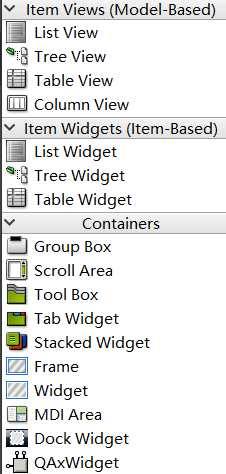 Item Views (Model-Based)
List View
Tree View
Table View
Column View
Item Widgets (Item-Based)
List Widget
Tree Widget
Table Widget
Containers
Group Box
Scroll Area
Tool Box
Tab Widget
Stacked Widget
Frame
Widget
MDI Area
Dock Widget
QAxWidget